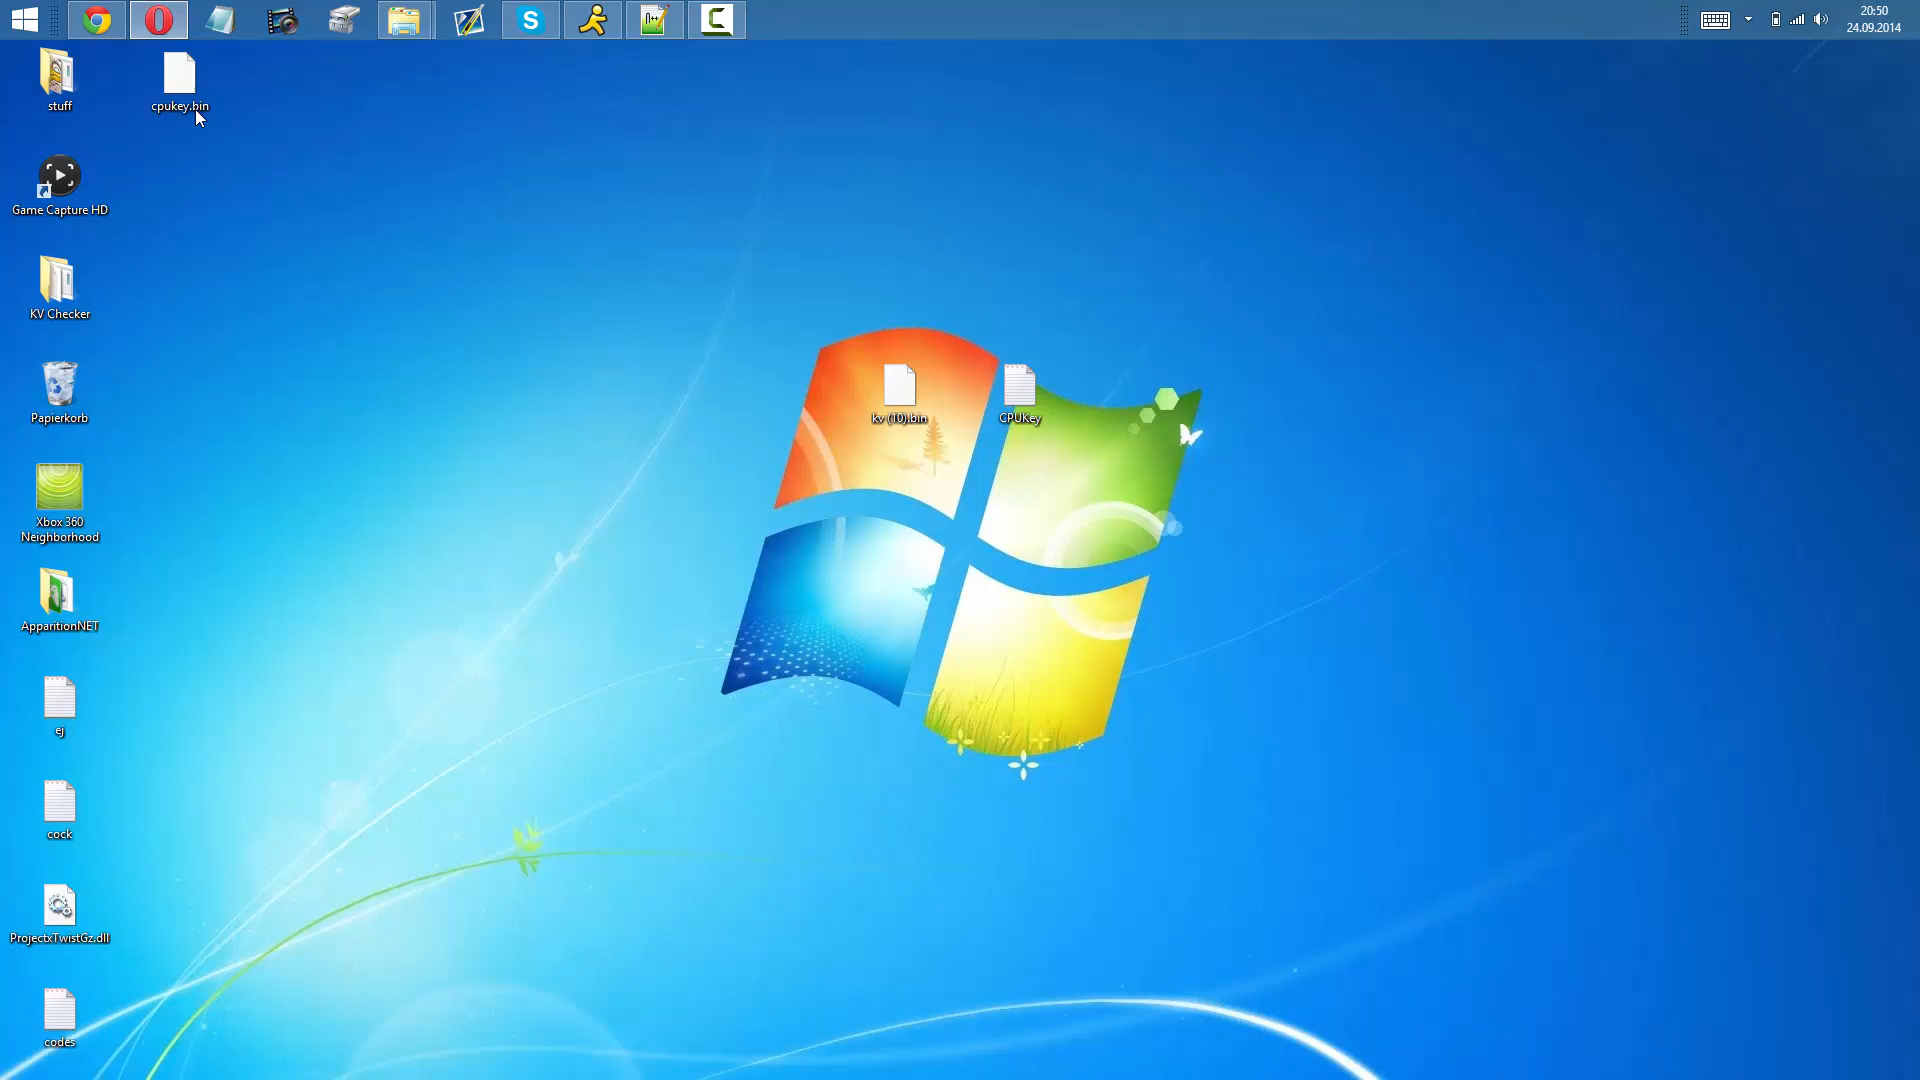 20:50
24.09.2014
stuff
cpukey.bin
Game Capture HD
KV Checker
kv (10).bin
CPUKey
Papierkorb
Xbox 360
Neighborhood
ApparitionNET
ej
cock
ProjectxTwistGz.dll
codes